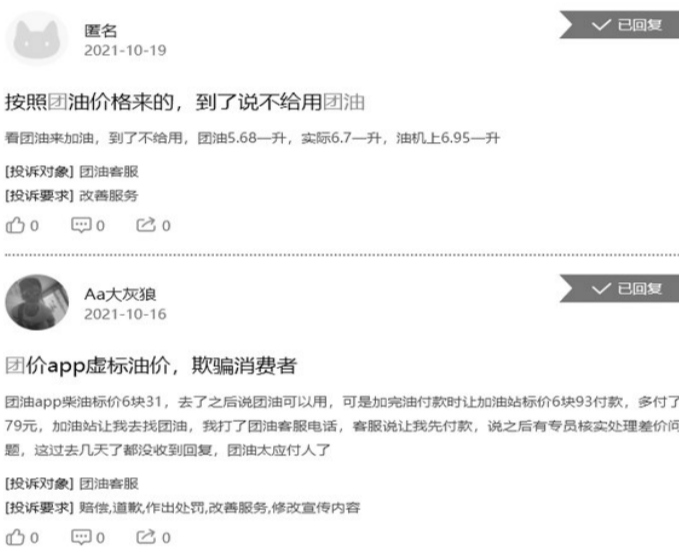 匿名
已回复
2021-10-19
按照团油价格来的，到了说不给用团油
看团油来加油，到了不给用，团油5.68一升，实际6.7一升，油机上6.95一升
[投诉对象] 团油客服
[投诉要求] 改善服务
0 0 0
Aa大灰狼
已回复
2021-10-16
团价app虚标油价，欺骗消费者
团油app柴油标价6块31，去了之后说团油可以用，可是加完油付款时让加油站标价6块93付款，多付了
79元，加油站让我去找团油，我打了团油客服电话，客服说让我先付款，说之后有专员核实处理差价问
题，这过去几天了都没收到回复，团油太应付人了
[投诉对象] 团油客服
[投诉要求] 赔偿,道歉,作出处罚,改善服务,修改宣传内容
0 0 0